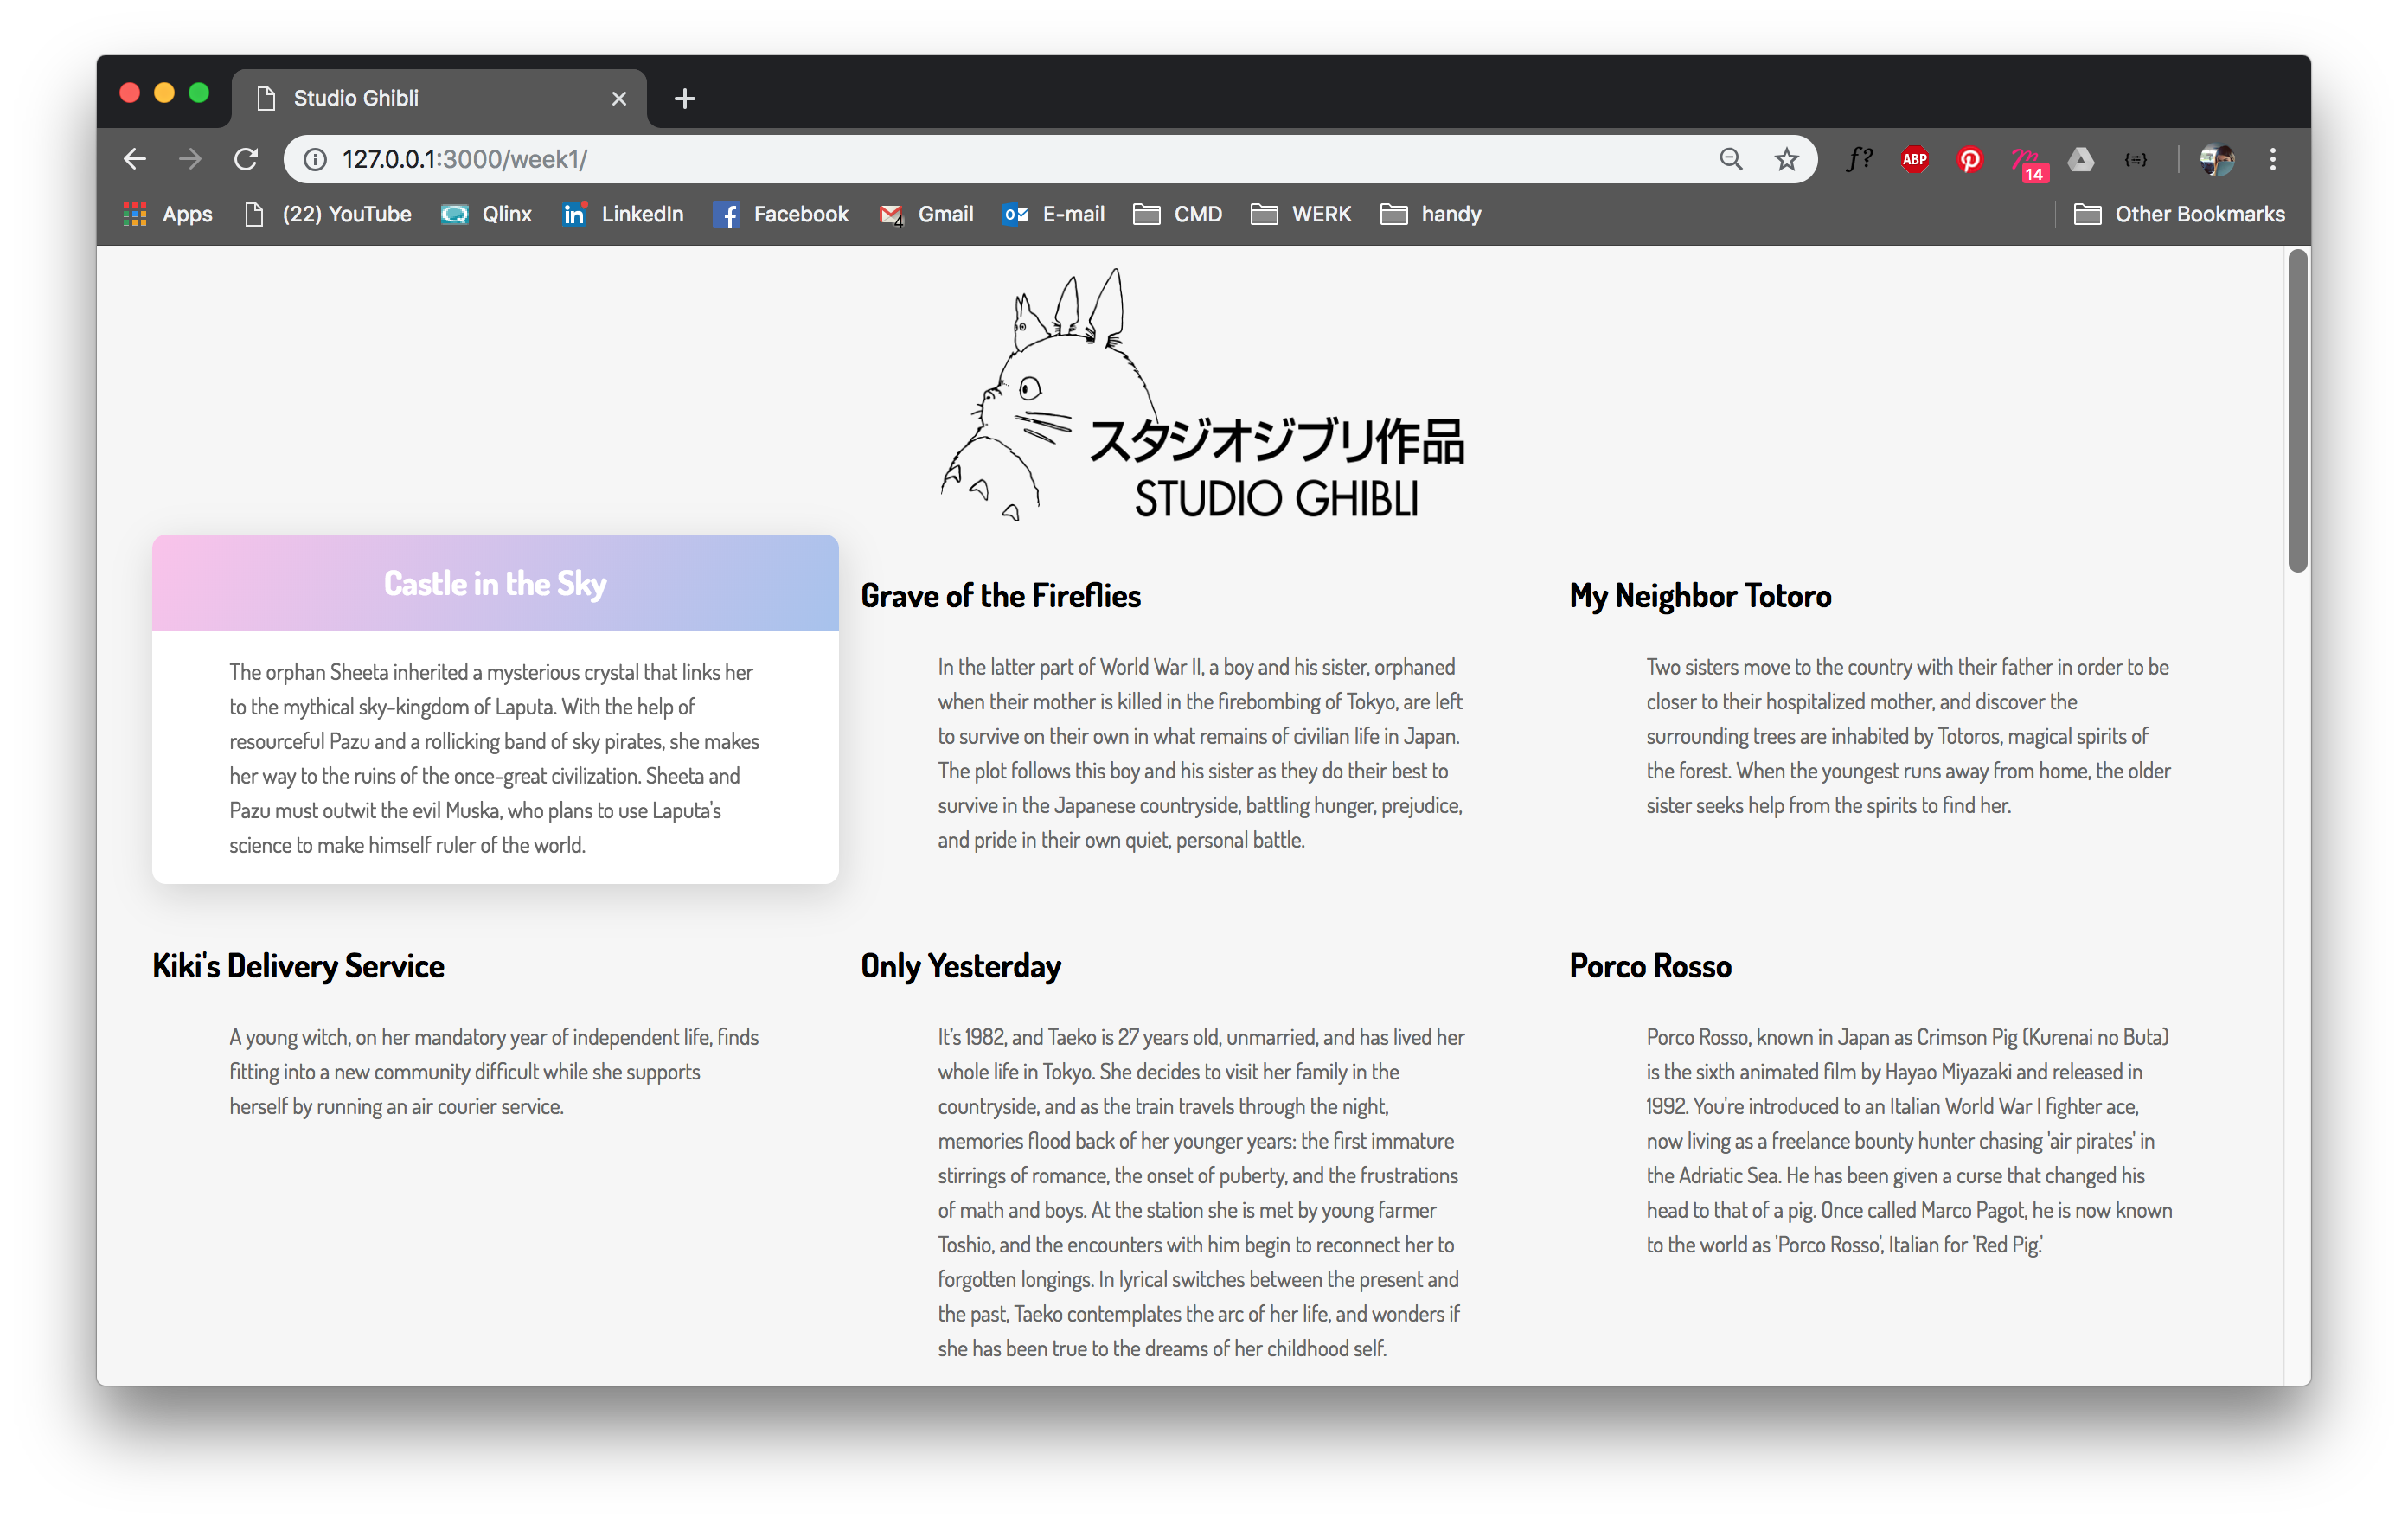 Studio Ghibli
127.0.0.1:3000/week1/
f?
ABP
14
{≡}
Apps
(22) YouTube
Qlinx
in
LinkedIn
Facebook
4
Gmail
E-mail
CMD
WERK
handy
Other Bookmarks
スタジオジブリ作品
STUDIO GHIBLI
Castle in the Sky
The orphan Sheeta inherited a mysterious crystal that links her
to the mythical sky-kingdom of Laputa. With the help of
resourceful Pazu and a rollicking band of sky pirates, she makes
her way to the ruins of the once-great civilization. Sheeta and
Pazu must outwit the evil Muska, who plans to use Laputa's
science to make himself ruler of the world.
Grave of the Fireflies
In the latter part of World War II, a boy and his sister, orphaned
when their mother is killed in the firebombing of Tokyo, are left
to survive on their own in what remains of civilian life in Japan.
The plot follows this boy and his sister as they do their best to
survive in the Japanese countryside, battling hunger, prejudice,
and pride in their own quiet, personal battle.
My Neighbor Totoro
Two sisters move to the country with their father in order to be
closer to their hospitalized mother, and discover the
surrounding trees are inhabited by Totoros, magical spirits of
the forest. When the youngest runs away from home, the older
sister seeks help from the spirits to find her.
Kiki's Delivery Service
A young witch, on her mandatory year of independent life, finds
fitting into a new community difficult while she supports
herself by running an air courier service.
Only Yesterday
It's 1982, and Taeko is 27 years old, unmarried, and has lived her
whole life in Tokyo. She decides to visit her family in the
countryside, and as the train travels through the night,
memories flood back of her younger years: the first immature
stirrings of romance, the onset of puberty, and the frustrations
of math and boys. At the station she is met by young farmer
Toshio, and the encounters with him begin to reconnect her to
forgotten longings. In lyrical switches between the present and
the past, Taeko contemplates the arc of her life, and wonders if
she has been true to the dreams of her childhood self.
Porco Rosso
Porco Rosso, known in Japan as Crimson Pig (Kurenai no Buta)
is the sixth animated film by Hayao Miyazaki and released in
1992. You're introduced to an Italian World War I fighter ace,
now living as a freelance bounty hunter chasing 'air pirates' in
the Adriatic Sea. He has been given a curse that changed his
head to that of a pig. Once called Marco Pagot, he is now known
to the world as 'Porco Rosso', Italian for 'Red Pig.'